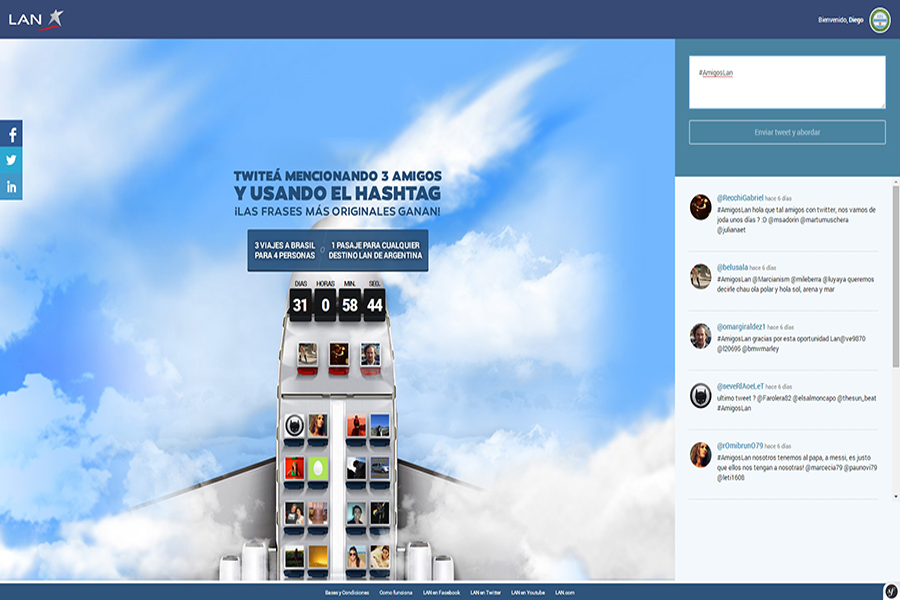 LAN
Bienvenido, Diego
TWITEÁ MENCIONANDO 3 AMIGOS
Y USANDO EL HASHTAG
¡LAS FRASES MÁS ORIGINALES GANAN!
3 VIAJES A BRASIL
PARA 4 PERSONAS
o
1 PASAJE PARA CUALQUIER
DESTINO LAN DE ARGENTINA
DIAS HORAS MIN. SEG.
31 0 58 44
#AmigosLan
Enviar tweet y abordar
@RecchiGabriel hace 6 días
#AmigosLan hola que tal amigos con twitter, nos vamos de
joda unos días ? :D @msadorin @martumuschera
@julianaet
@belusala hace 6 días
#AmigosLan @Marcianism @mileberra @luyaya queremos
decirle chau ola polar y hola sol, arena y mar
@omargiraldez1 hace 6 días
#AmigosLan gracias por esta oportunidad Lan@ve9870
@l20695 @bmwmarley
hace 6 días
ultimo tweet ? @Farolera82 @elsalmoncapo @thesun_beat
#AmigosLan
@rOmibrunO79 hace 6 días
#AmigosLan nosotros tenemos al papa, a messi, es justo
que ellos nos tengan a nosotras! @marcecia79 @paunovi79
@leti1608
Bases y Condiciones Como funciona LAN en Facebook LAN en Twitter LAN en Youtube LAN.com